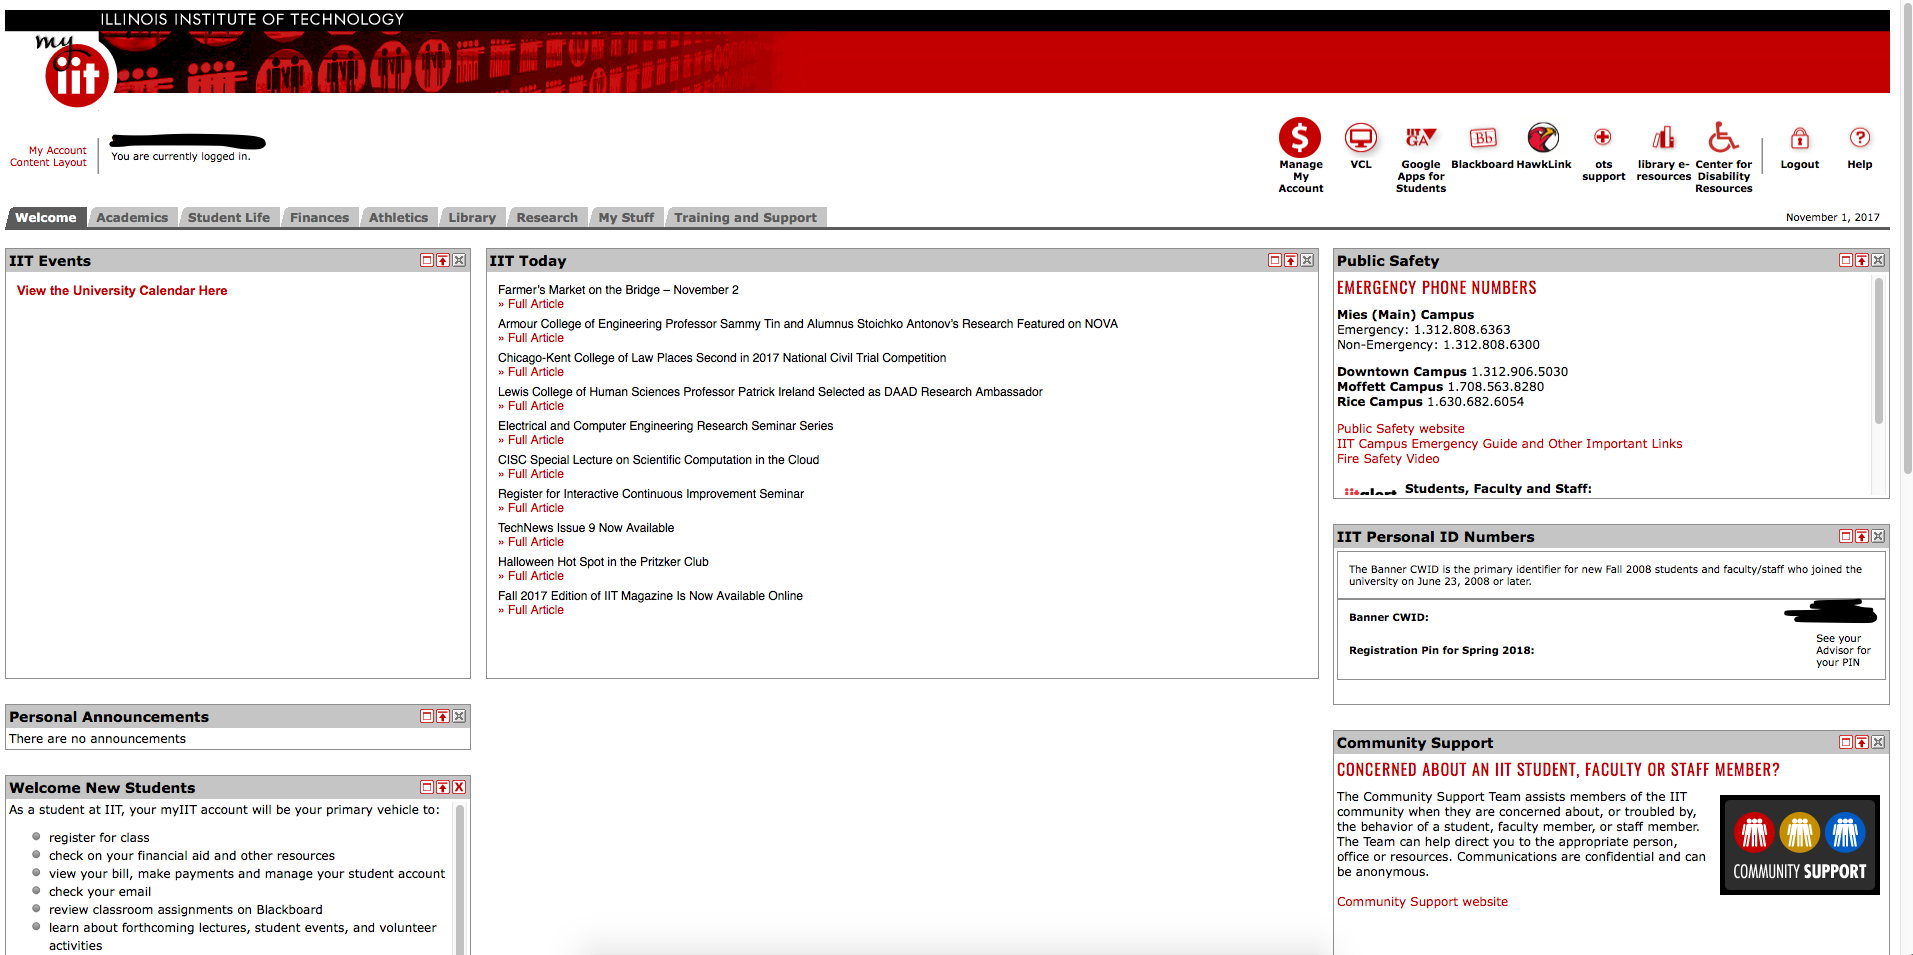 ILLINOIS INSTITUTE OF TECHNOLOGY
my
iit
My Account
Content Layout
You are currently logged in.
Manage
My
Account
VCL
IIT
GA
Google
Apps for
Students
Bb
Blackboard
HawkLink
ots
support
library e-
resources
Center for
Disability
Resources
Logout
Help
Welcome
Academics
Student Life
Finances
Athletics
Library
Research
My Stuff
Training and Support
November 1, 2017
IIT Events
View the University Calendar Here
IIT Today
Farmer's Market on the Bridge – November 2
» Full Article
Armour College of Engineering Professor Sammy Tin and Alumnus Stoichko Antonov's Research Featured on NOVA
» Full Article
Chicago-Kent College of Law Places Second in 2017 National Civil Trial Competition
» Full Article
Lewis College of Human Sciences Professor Patrick Ireland Selected as DAAD Research Ambassador
» Full Article
Electrical and Computer Engineering Research Seminar Series
» Full Article
CISC Special Lecture on Scientific Computation in the Cloud
» Full Article
Register for Interactive Continuous Improvement Seminar
» Full Article
TechNews Issue 9 Now Available
» Full Article
Halloween Hot Spot in the Pritzker Club
» Full Article
Fall 2017 Edition of IIT Magazine Is Now Available Online
» Full Article
Public Safety
EMERGENCY PHONE NUMBERS
Mies (Main) Campus
Emergency: 1.312.808.6363
Non-Emergency: 1.312.808.6300
Downtown Campus 1.312.906.5030
Moffett Campus 1.708.563.8280
Rice Campus 1.630.682.6054
Public Safety website
IIT Campus Emergency Guide and Other Important Links
Fire Safety Video
iitalert Students, Faculty and Staff:
IIT Personal ID Numbers
The Banner CWID is the primary identifier for new Fall 2008 students and faculty/staff who joined the
university on June 23, 2008 or later.
Banner CWID:
Registration Pin for Spring 2018:
See your
Advisor for
your PIN
Personal Announcements
There are no announcements
Welcome New Students
As a student at IIT, your myIIT account will be your primary vehicle to:
register for class
check on your financial aid and other resources
view your bill, make payments and manage your student account
check your email
review classroom assignments on Blackboard
learn about forthcoming lectures, student events, and volunteer
activities
Community Support
CONCERNED ABOUT AN IIT STUDENT, FACULTY OR STAFF MEMBER?
The Community Support Team assists members of the IIT
community when they are concerned about, or troubled by,
the behavior of a student, faculty member, or staff member.
The Team can help direct you to the appropriate person,
office or resources. Communications are confidential and can
be anonymous.
COMMUNITY SUPPORT
Community Support website